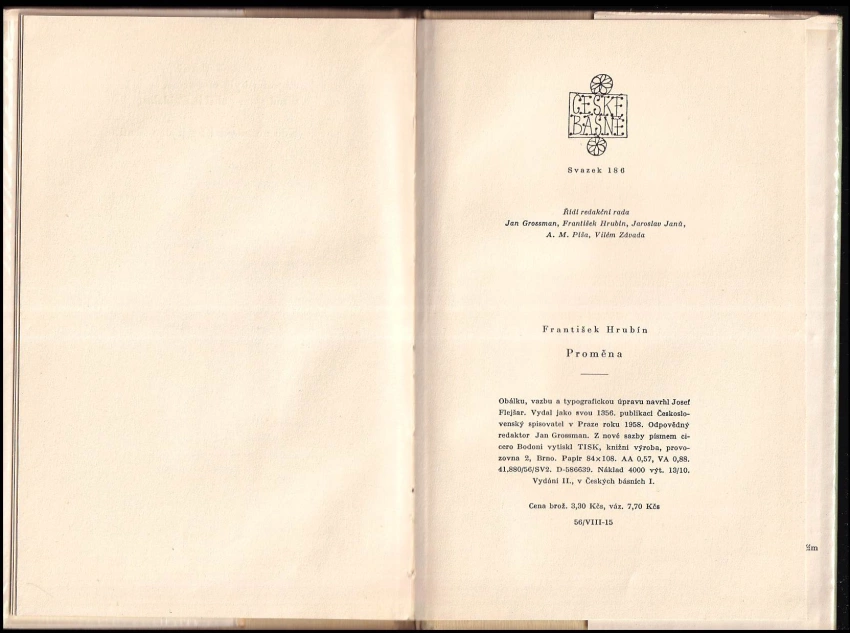 ČESKÉ
BÁSNĚ
Svazek 186
Řídí redakční rada
Jan Grossman, František Hrubín, Jaroslav Janů,
A. M. Píša, Vilém Závada
František Hrubín
Proměna
Obálku, vazbu a typografickou úpravu navrhl Josef
Flejšar. Vydal jako svou 1356. publikaci Českoslo-
venský spisovatel v Praze roku 1958. Odpovědný
redaktor Jan Grossman. Z nové sazby písmem ci-
cero Bodoni vytiskl TISK, knižní výroba, provo-
zovna 2, Brno. Papír 84×108. AA 0,57, VA 0,88.
41.880/56/SV2. D-586639. Náklad 4000 výt. 13/10.
Vydání II., v Českých básních I.
Cena brož. 3,30 Kčs, váz. 7,70 Kčs
56/VIII-15